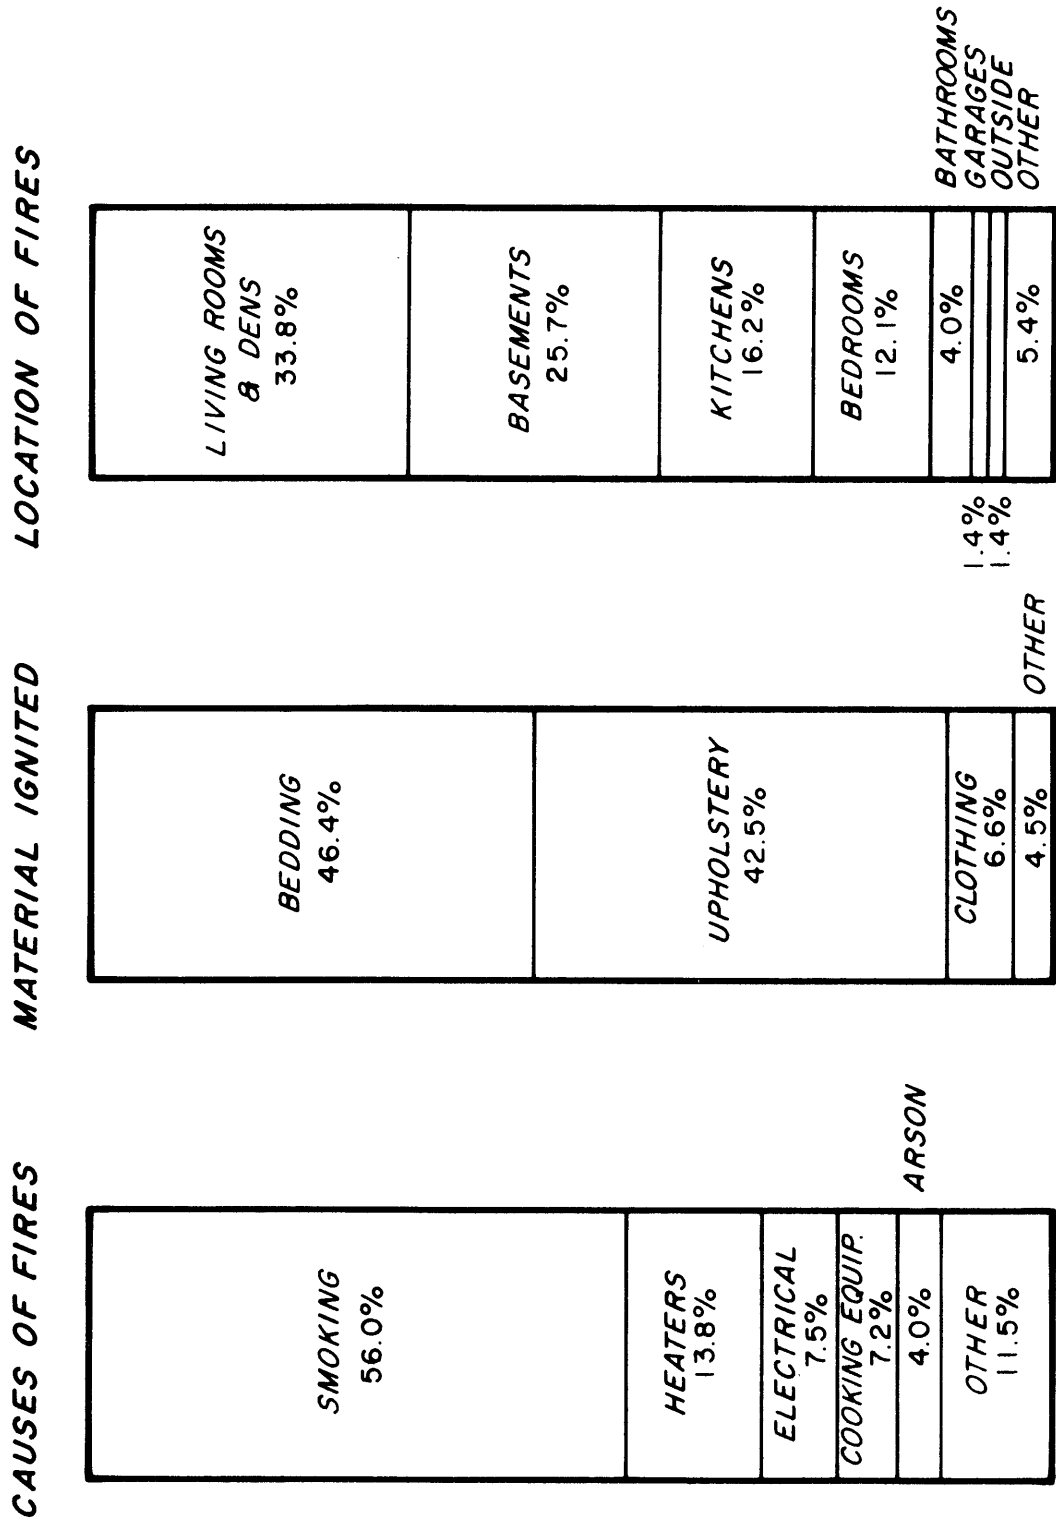 CAUSES OF FIRES
SMOKING
56.0%
HEATERS
13.8%
ELECTRICAL
7.5%
COOKING EQUIP.
7.2%
ARSON
4.0%
OTHER
11.5%
MATERIAL IGNITED
BEDDING
46.4%
UPHOLSTERY
42.5%
CLOTHING
6.6%
OTHER
4.5%
LOCATION OF FIRES
LIVING ROOMS
& DENS
33.8%
BASEMENTS
25.7%
KITCHENS
16.2%
BEDROOMS
12.1%
BATHROOMS
4.0%
GARAGES
1.4%
OUTSIDE
1.4%
OTHER
5.4%